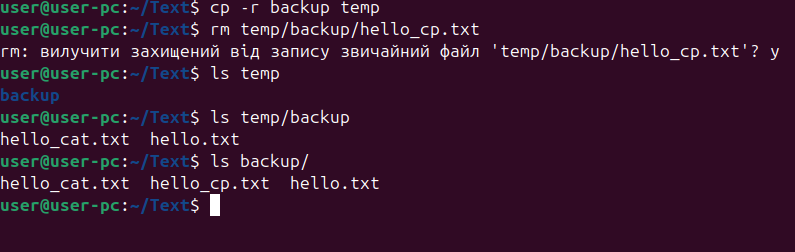 user@user-pc:~/Text$ cp -r backup temp
user@user-pc:~/Text$ rm temp/backup/hello_cp.txt
rm: вилучити захищений від запису звичайний файл 'temp/backup/hello_cp.txt'? y
user@user-pc:~/Text$ ls temp
backup
user@user-pc:~/Text$ ls temp/backup
hello_cat.txt  hello.txt
user@user-pc:~/Text$ ls backup/
hello_cat.txt  hello_cp.txt  hello.txt
user@user-pc:~/Text$